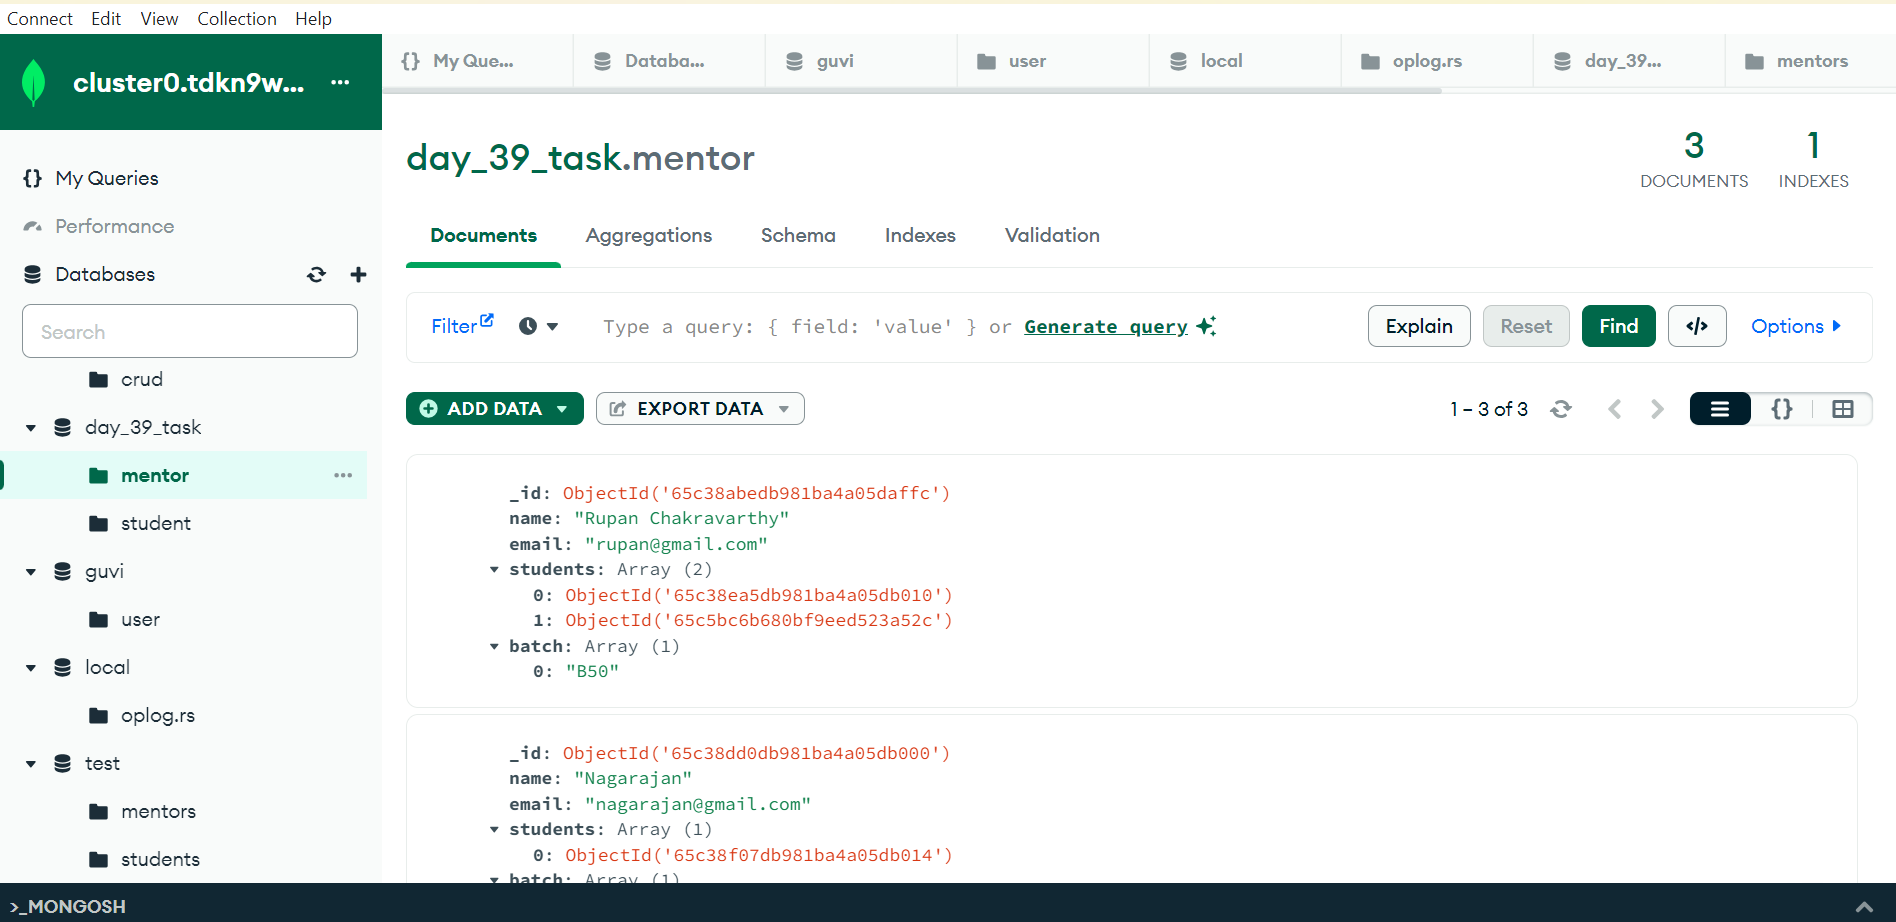 Connect Edit View Collection Help
cluster0.tdkn9w... ...
{} My Que... Databa... guvi user local oplog.rs day_39... mentors
{} My Queries
Performance
Databases
Search
crud
day_39_task
mentor ...
student
guvi
user
local
oplog.rs
test
mentors
students
day_39_task.mentor
3 DOCUMENTS
1 INDEXES
Documents Aggregations Schema Indexes Validation
Filter Type a query: { field: 'value' } or Generate query Explain Reset Find </> Options
ADD DATA EXPORT DATA 1 – 3 of 3 {}
_id: ObjectId('65c38abedb981ba4a05daffc')
name: "Rupan Chakravarthy"
email: "rupan@gmail.com"
students: Array (2)
0: ObjectId('65c38ea5db981ba4a05db010')
1: ObjectId('65c5bc6b680bf9eed523a52c')
batch: Array (1)
0: "B50"
_id: ObjectId('65c38dd0db981ba4a05db000')
name: "Nagarajan"
email: "nagarajan@gmail.com"
students: Array (1)
0: ObjectId('65c38f07db981ba4a05db014')
batch: Array (1)
>_MONGOSH